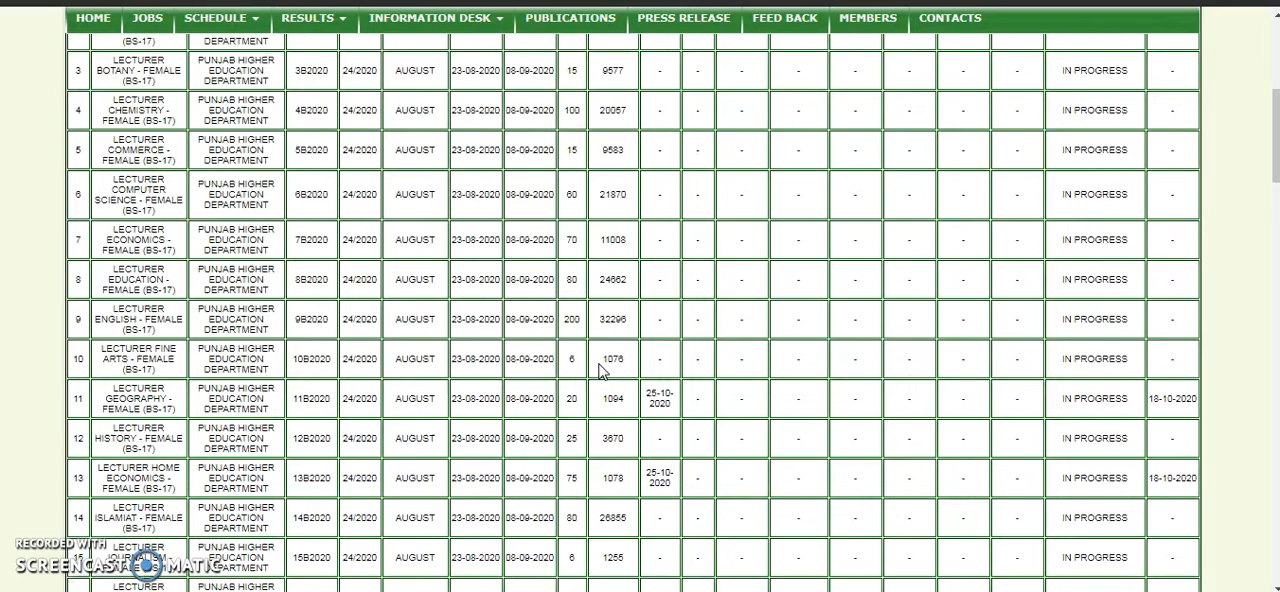 HOME JOBS SCHEDULE RESULTS INFORMATION DESK PUBLICATIONS PRESS RELEASE FEED BACK MEMBERS CONTACTS
(BS-17) DEPARTMENT
3 LECTURER BOTANY - FEMALE (BS-17) PUNJAB HIGHER EDUCATION DEPARTMENT 3B2020 24/2020 AUGUST 23-08-2020 08-09-2020 15 9577 - - - - - - - - IN PROGRESS -
4 LECTURER CHEMISTRY - FEMALE (BS-17) PUNJAB HIGHER EDUCATION DEPARTMENT 4B2020 24/2020 AUGUST 23-08-2020 08-09-2020 100 20057 - - - - - - - - IN PROGRESS -
5 LECTURER COMMERCE - FEMALE (BS-17) PUNJAB HIGHER EDUCATION DEPARTMENT 5B2020 24/2020 AUGUST 23-08-2020 08-09-2020 15 9583 - - - - - - - - IN PROGRESS -
6 LECTURER COMPUTER SCIENCE - FEMALE (BS-17) PUNJAB HIGHER EDUCATION DEPARTMENT 6B2020 24/2020 AUGUST 23-08-2020 08-09-2020 60 21870 - - - - - - - - IN PROGRESS -
7 LECTURER ECONOMICS - FEMALE (BS-17) PUNJAB HIGHER EDUCATION DEPARTMENT 7B2020 24/2020 AUGUST 23-08-2020 08-09-2020 70 11008 - - - - - - - - IN PROGRESS -
8 LECTURER EDUCATION - FEMALE (BS-17) PUNJAB HIGHER EDUCATION DEPARTMENT 8B2020 24/2020 AUGUST 23-08-2020 08-09-2020 80 24662 - - - - - - - - IN PROGRESS -
9 LECTURER ENGLISH - FEMALE (BS-17) PUNJAB HIGHER EDUCATION DEPARTMENT 9B2020 24/2020 AUGUST 23-08-2020 08-09-2020 200 32296 - - - - - - - - IN PROGRESS -
10 LECTURER FINE ARTS - FEMALE (BS-17) PUNJAB HIGHER EDUCATION DEPARTMENT 10B2020 24/2020 AUGUST 23-08-2020 08-09-2020 6 1076 - - - - - - - - IN PROGRESS -
11 LECTURER GEOGRAPHY - FEMALE (BS-17) PUNJAB HIGHER EDUCATION DEPARTMENT 11B2020 24/2020 AUGUST 23-08-2020 08-09-2020 20 1094 25-10-2020 - - - - - - - IN PROGRESS 18-10-2020
12 LECTURER HISTORY - FEMALE (BS-17) PUNJAB HIGHER EDUCATION DEPARTMENT 12B2020 24/2020 AUGUST 23-08-2020 08-09-2020 25 3670 - - - - - - - - IN PROGRESS -
13 LECTURER HOME ECONOMICS - FEMALE (BS-17) PUNJAB HIGHER EDUCATION DEPARTMENT 13B2020 24/2020 AUGUST 23-08-2020 08-09-2020 75 1078 25-10-2020 - - - - - - - IN PROGRESS 18-10-2020
14 LECTURER ISLAMIAT - FEMALE (BS-17) PUNJAB HIGHER EDUCATION DEPARTMENT 14B2020 24/2020 AUGUST 23-08-2020 08-09-2020 80 26855 - - - - - - - - IN PROGRESS -
LECTURER PUNJAB HIGHER EDUCATION DEPARTMENT 15B2020 24/2020 AUGUST 23-08-2020 08-09-2020 6 1255 - - - - - - - - IN PROGRESS -
LECTURER PUNJAB HIGHER
RECORDED WITH
SCREENCAST MATIC